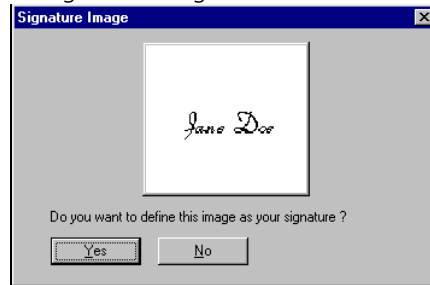 Signature Image
Jane Doe
Do you want to define this image as your signature ?
Yes
No